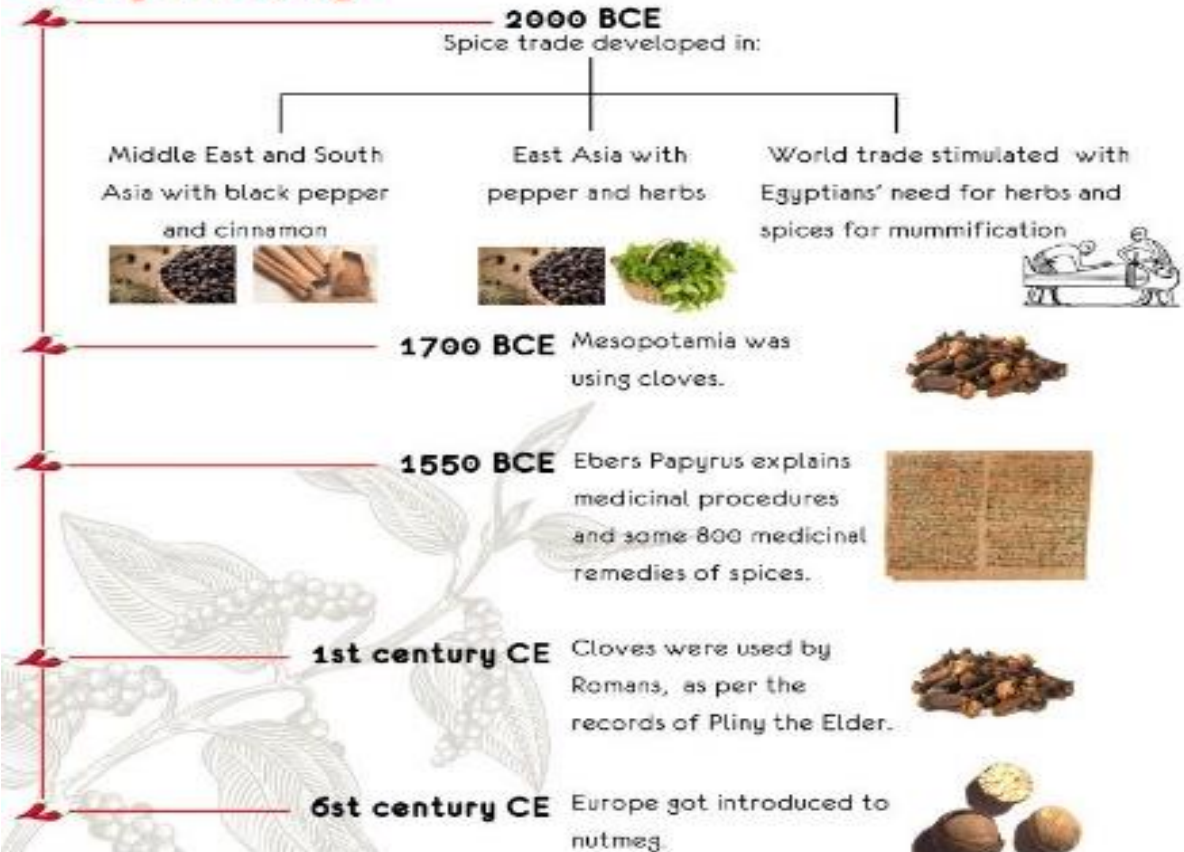 2000 BCE
Spice trade developed in:
Middle East and South
Asia with black pepper
and cinnamon
East Asia with
pepper and herbs
World trade stimulated with
Egyptians' need for herbs and
spices for mummification
1700 BCE Mesopotamia was
using cloves.
1550 BCE Ebers Papyrus explains
medicinal procedures
and some 800 medicinal
remedies of spices.
1st century CE Cloves were used by
Romans, as per the
records of Pliny the Elder.
6st century CE Europe got introduced to
nutmeg.